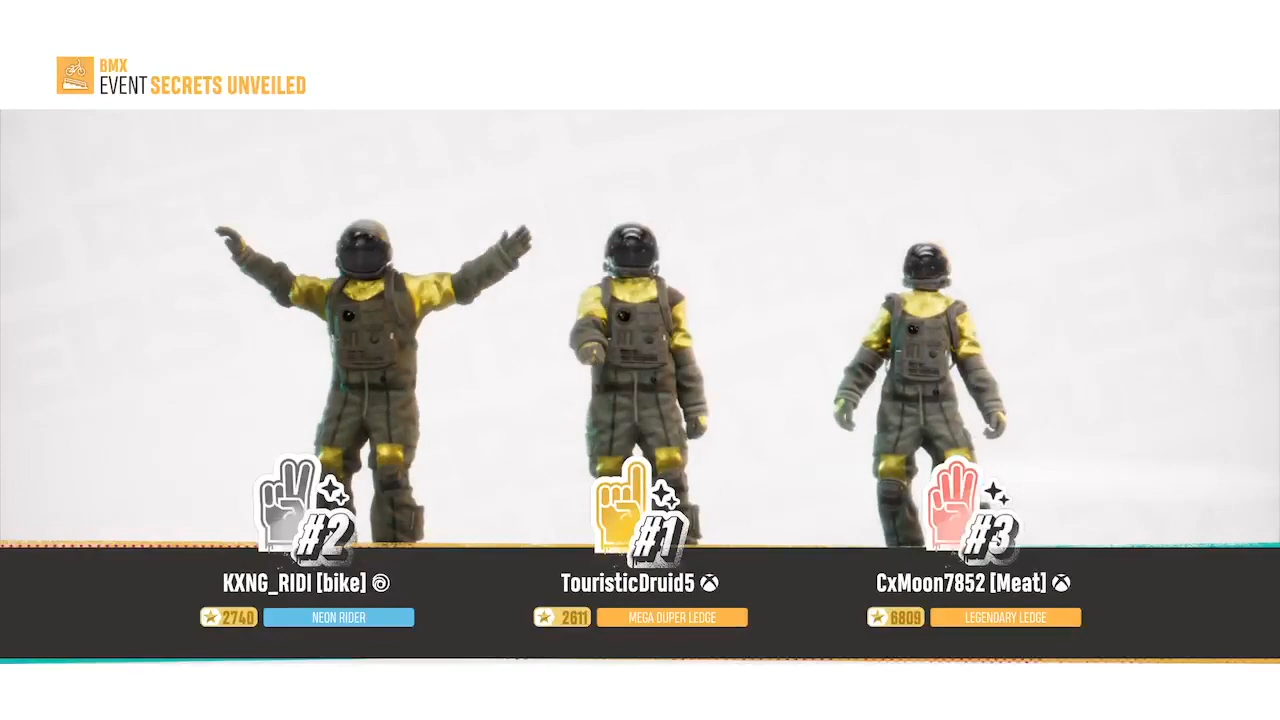 BMX
EVENT SECRETS UNVEILED
#2
#1
#3
KXNG_RIDI [bike]
TouristicDruid5
CxMoon7852 [Meat]
2740 NEON RIDER
2611 MEGA DUPER LEDGE
6809 LEGENDARY LEDGE